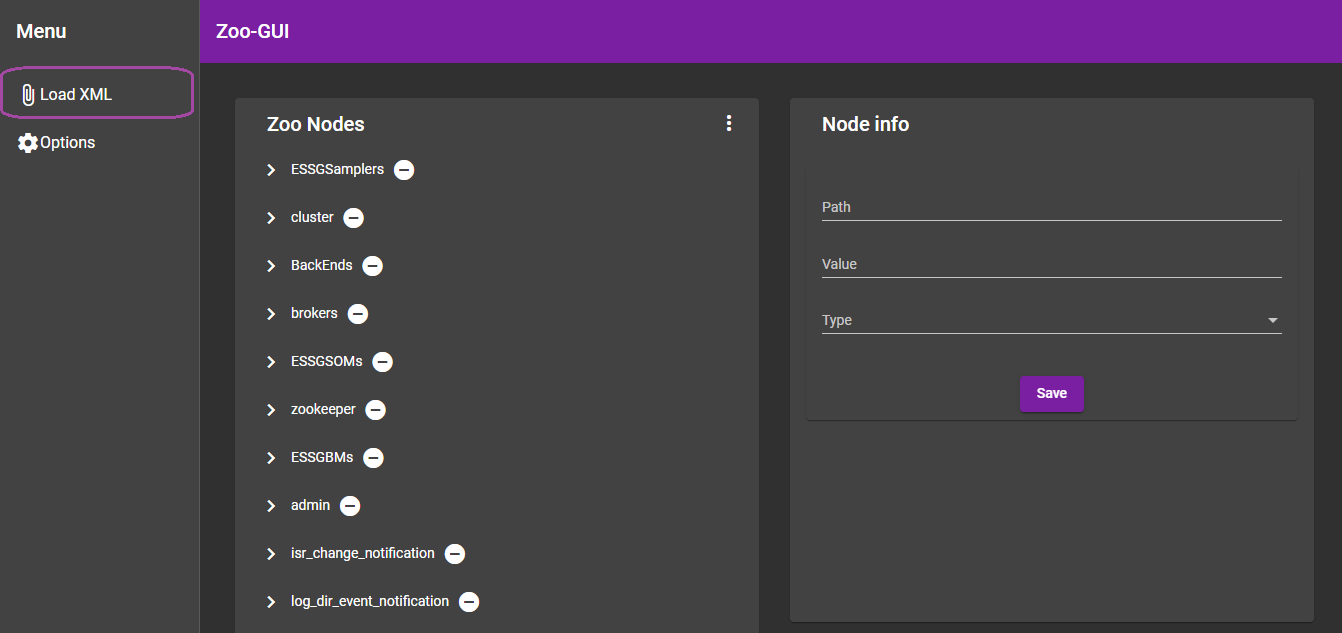 Menu
Zoo-GUI
Load XML
Options
Zoo Nodes
ESSGSamplers
cluster
BackEnds
brokers
ESSGSOMs
zookeeper
ESSGBMs
admin
isr_change_notification
log_dir_event_notification
Node info
Path
Value
Type
Save